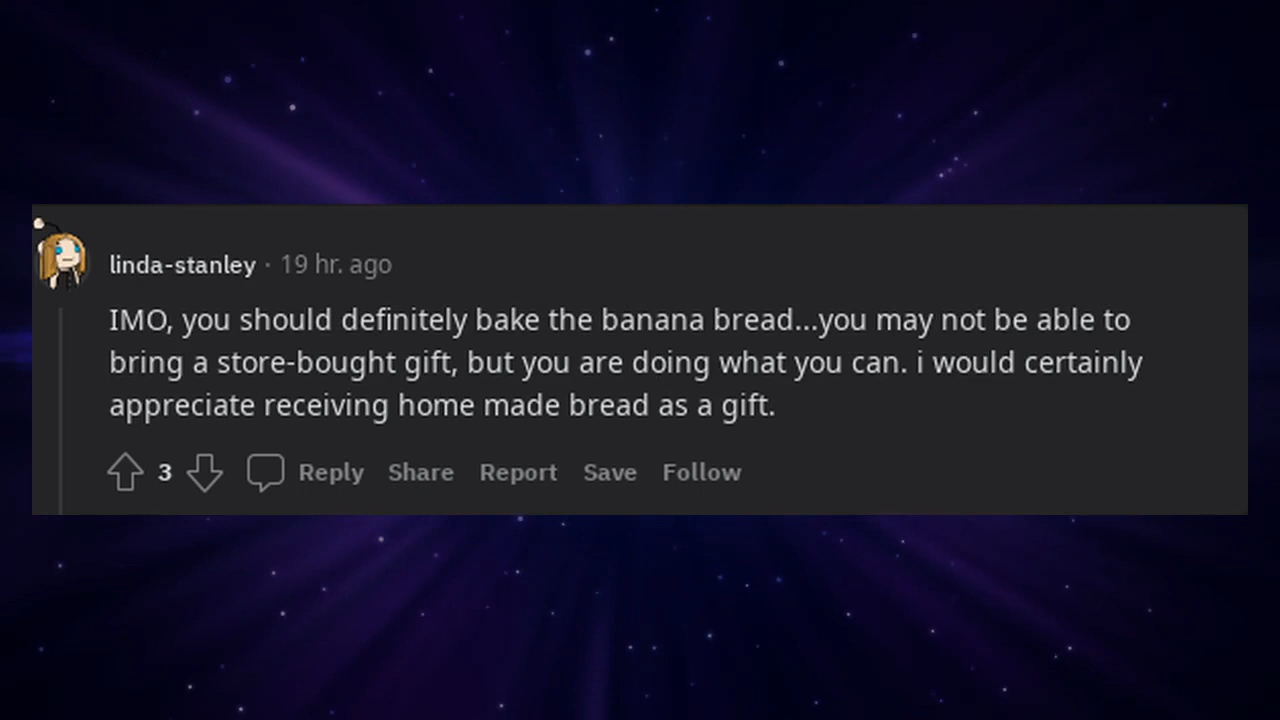 linda-stanley · 19 hr. ago
IMO, you should definitely bake the banana bread...you may not be able to
bring a store-bought gift, but you are doing what you can. i would certainly
appreciate receiving home made bread as a gift.
3 Reply Share Report Save Follow